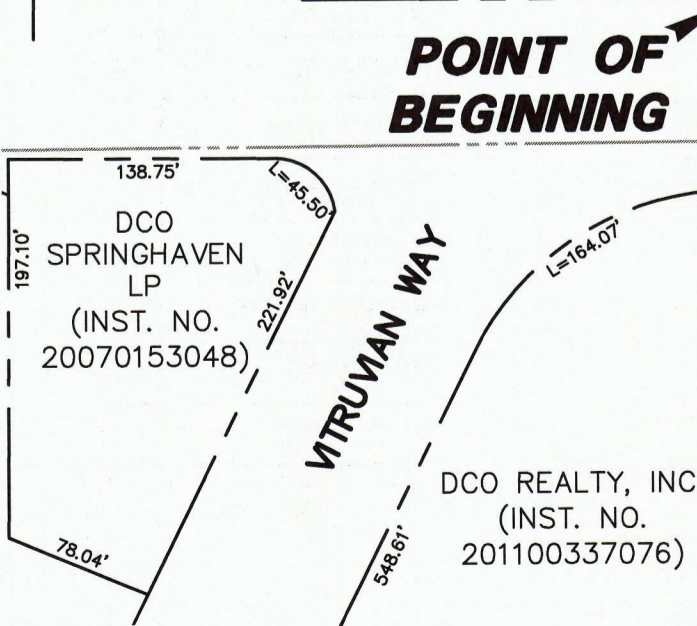 POINT OF
BEGINNING
138.75'
L=45.50'
DCO
SPRINGHAVEN
LP
(INST. NO.
20070153048)
197.10'
221.92'
VITRUVIAN WAY
L=164.07'
DCO REALTY, INC
(INST. NO.
201100337076)
548.61'
78.04'